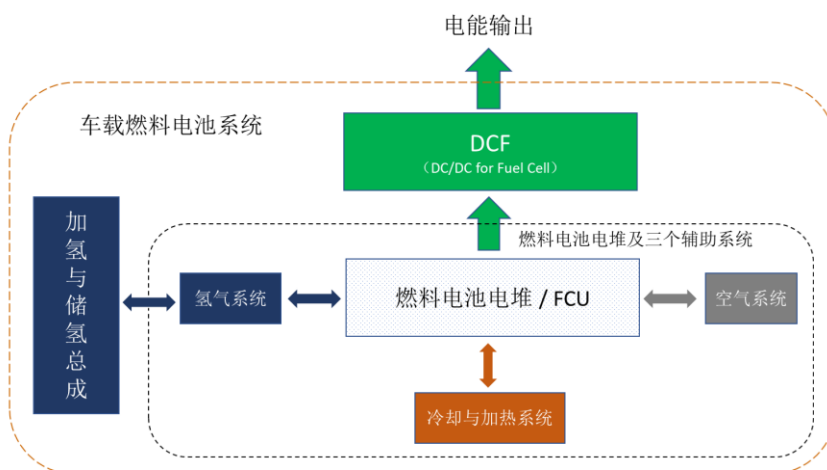 电能输出
车载燃料电池系统
DCF
（DC/DC for Fuel Cell）
燃料电池电堆及三个辅助系统
加氢与储氢总成
氢气系统
燃料电池电堆 / FCU
空气系统
冷却与加热系统